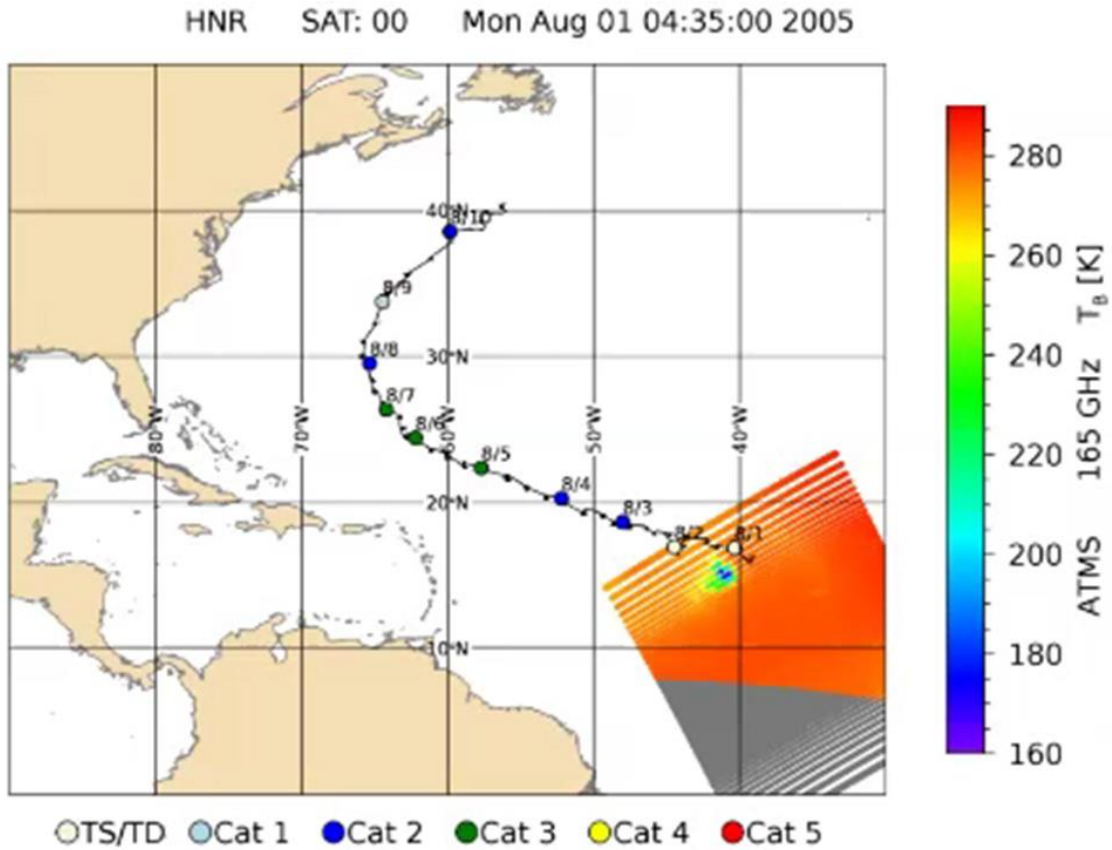 HNR SAT: 00 Mon Aug 01 04:35:00 2005
40°N
8/10
8/9
30°N
8/8
8/7
8/6
80°W
70°W
60°W
50°W
40°W
8/5
20°N
8/4
8/3
8/2
8/1
10°N
280
260
240
220
200
180
160
ATMS 165 GHz T_B [K]
TS/TD Cat 1 Cat 2 Cat 3 Cat 4 Cat 5